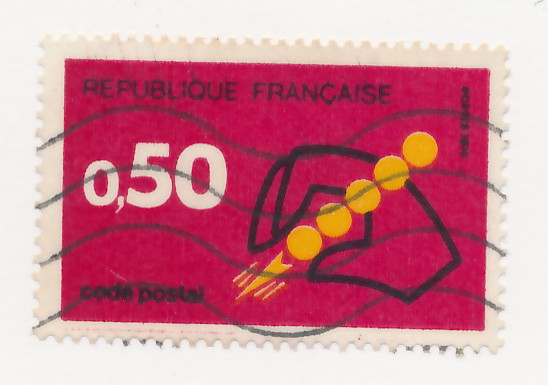 REPUBLIQUE FRANÇAISE
0,50
code postal